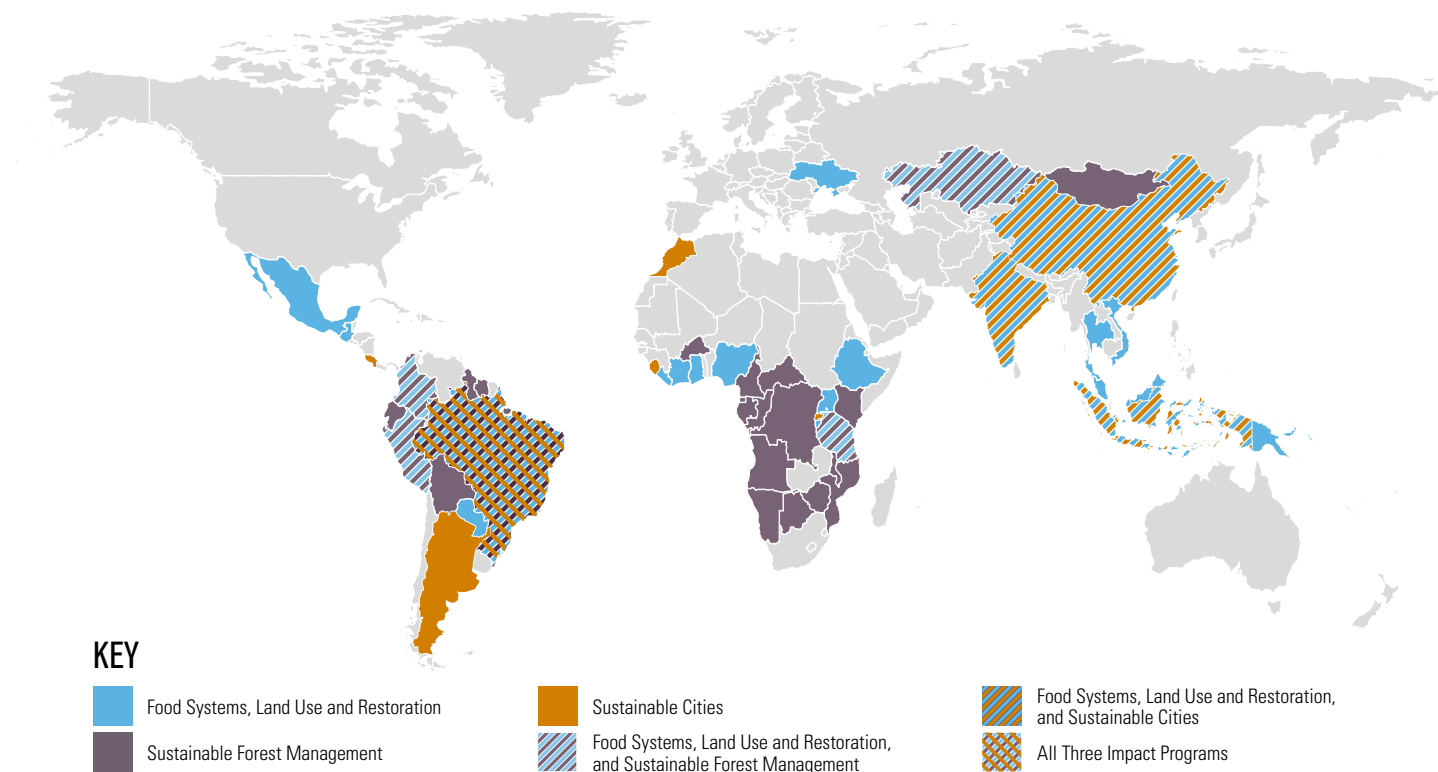 KEY
Food Systems, Land Use and Restoration
Sustainable Forest Management
Sustainable Cities
Food Systems, Land Use and Restoration,
and Sustainable Forest Management
Food Systems, Land Use and Restoration,
and Sustainable Cities
All Three Impact Programs